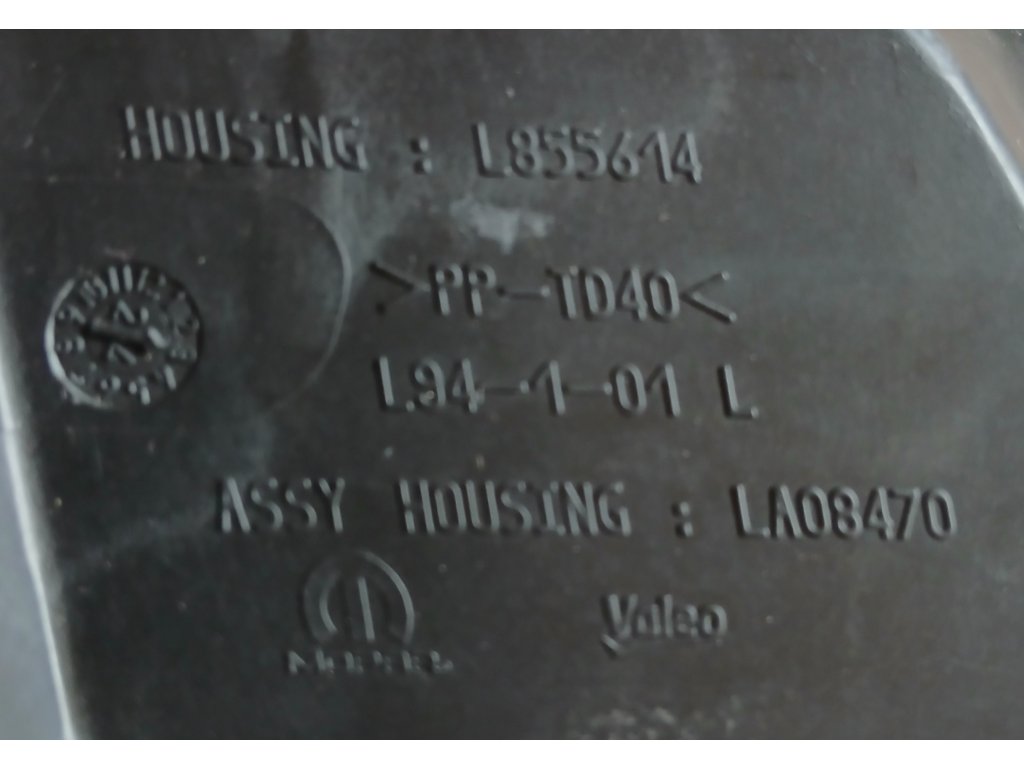 HOUSING : L855614
>PP-TD40<
L94-1-01 L
ASSY HOUSING : LA08470
Valeo